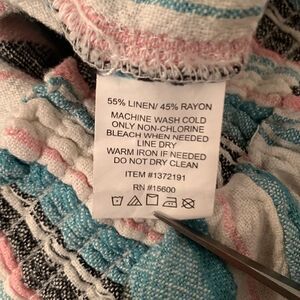 55% LINEN/ 45% RAYON
MACHINE WASH COLD
ONLY NON-CHLORINE
BLEACH WHEN NEEDED
LINE DRY
WARM IRON IF NEEDED
DO NOT DRY CLEAN
ITEM #1372191
RN #15600